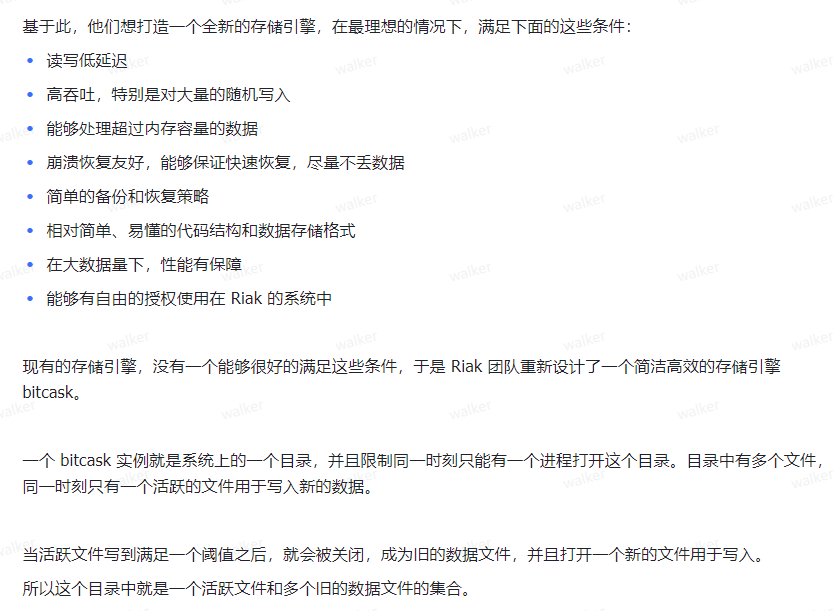 基于此，他们想打造一个全新的存储引擎，在最理想的情况下，满足下面的这些条件：
• 读写低延迟
• 高吞吐，特别是对大量的随机写入
• 能够处理超过内存容量的数据
• 崩溃恢复友好，能够保证快速恢复，尽量不丢数据
• 简单的备份和恢复策略
• 相对简单、易懂的代码结构和数据存储格式
• 在大数据量下，性能有保障
• 能够有自由的授权使用在 Riak 的系统中
现有的存储引擎，没有一个能够很好的满足这些条件，于是 Riak 团队重新设计了一个简洁高效的存储引擎
bitcask。
一个 bitcask 实例就是系统上的一个目录，并且限制同一时刻只能有一个进程打开这个目录。目录中有多个文件，
同一时刻只有一个活跃的文件用于写入新的数据。
当活跃文件写到满足一个阈值之后，就会被关闭，成为旧的数据文件，并且打开一个新的文件用于写入。
所以这个目录中就是一个活跃文件和多个旧的数据文件的集合。
walker